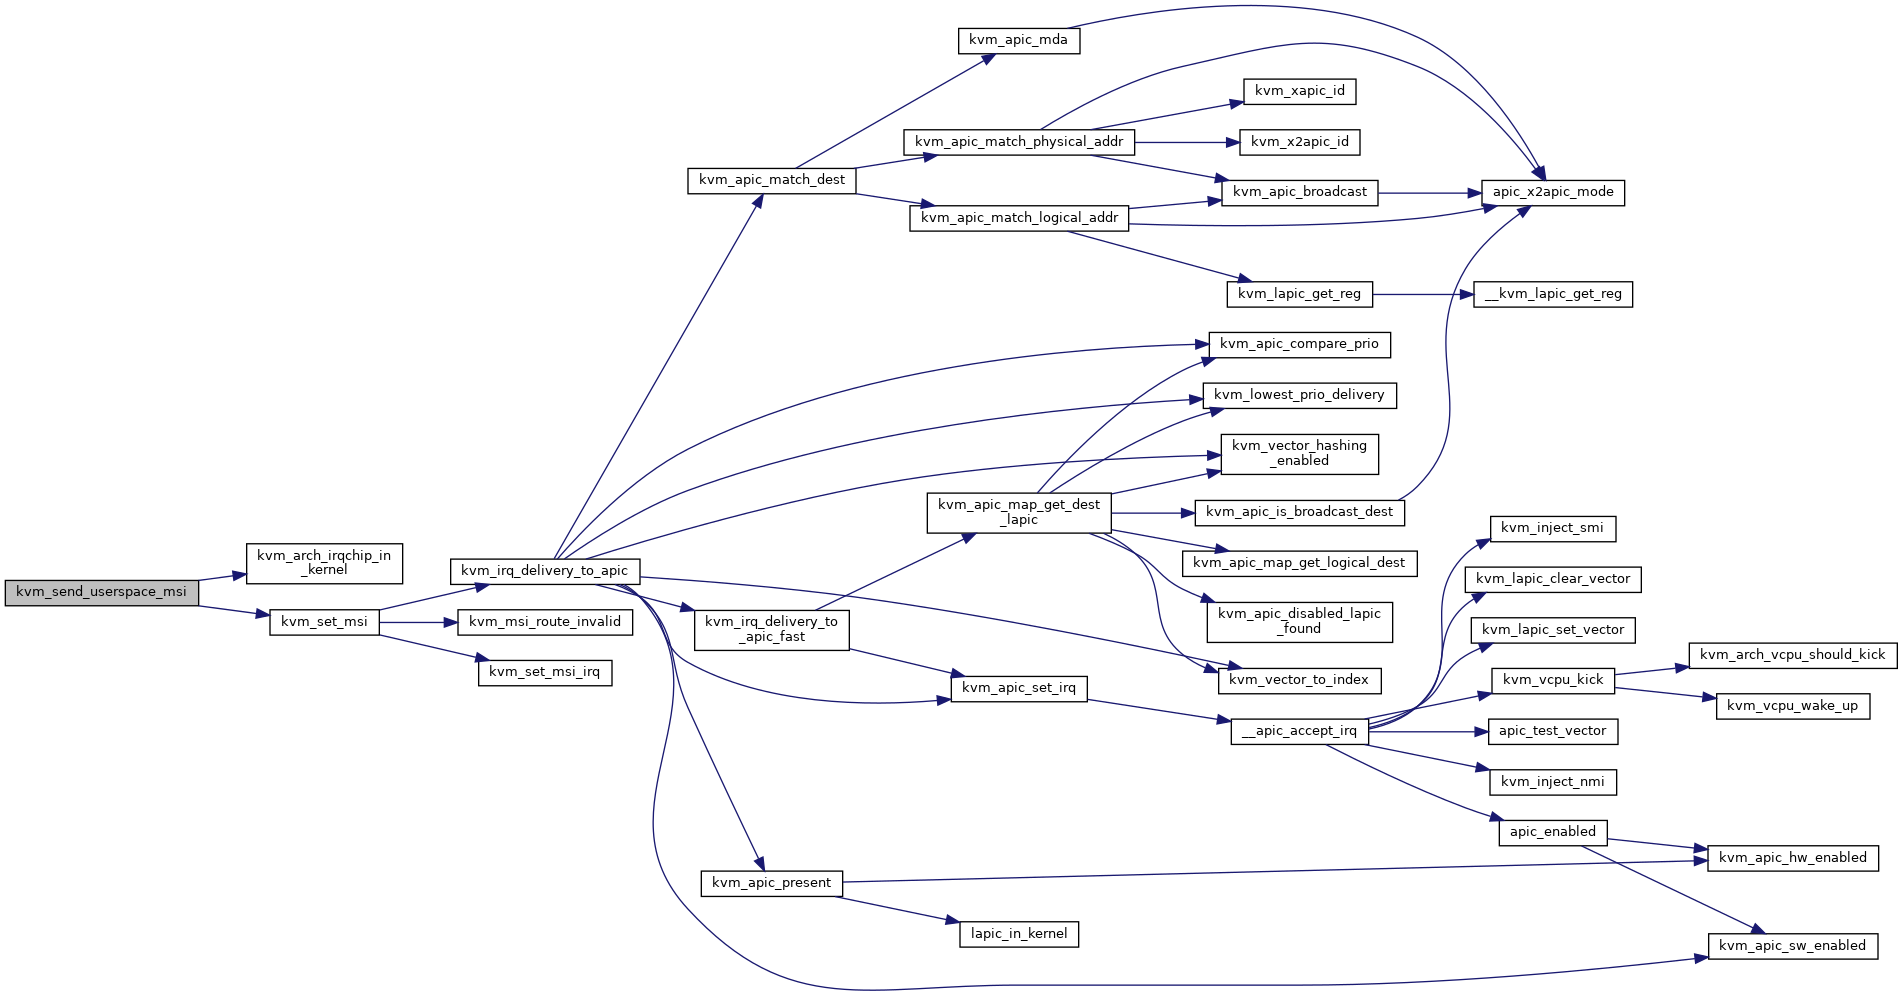 kvm_apic_mda
kvm_xapic_id
kvm_apic_match_physical_addr
kvm_x2apic_id
kvm_apic_match_dest
kvm_apic_broadcast
apic_x2apic_mode
kvm_apic_match_logical_addr
kvm_lapic_get_reg
__kvm_lapic_get_reg
kvm_apic_compare_prio
kvm_lowest_prio_delivery
kvm_vector_hashing
_enabled
kvm_apic_map_get_dest
_lapic
kvm_apic_is_broadcast_dest
kvm_inject_smi
kvm_arch_irqchip_in
_kernel
kvm_irq_delivery_to_apic
kvm_apic_map_get_logical_dest
kvm_lapic_clear_vector
kvm_send_userspace_msi
kvm_set_msi
kvm_msi_route_invalid
kvm_irq_delivery_to
_apic_fast
kvm_apic_disabled_lapic
_found
kvm_lapic_set_vector
kvm_arch_vcpu_should_kick
kvm_set_msi_irq
kvm_apic_set_irq
kvm_vector_to_index
kvm_vcpu_kick
kvm_vcpu_wake_up
__apic_accept_irq
apic_test_vector
kvm_inject_nmi
apic_enabled
kvm_apic_hw_enabled
kvm_apic_present
lapic_in_kernel
kvm_apic_sw_enabled